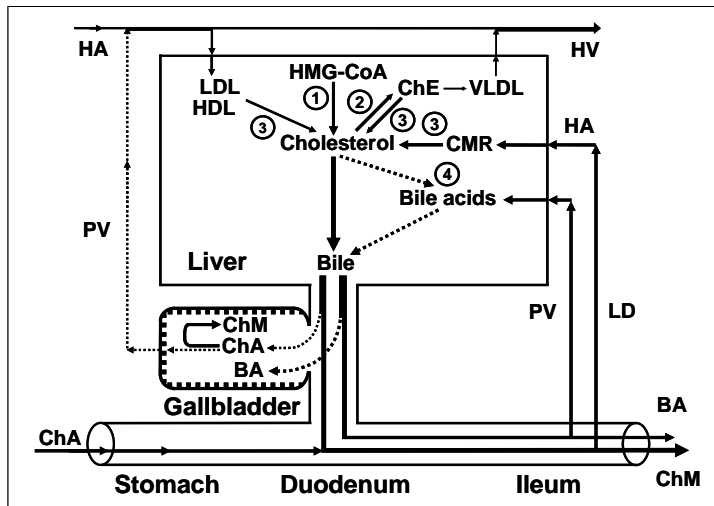 HA
HV
HMG-CoA
ChE
VLDL
LDL
HDL
1
2
3
3
3
HA
Cholesterol
CMR
4
Bile acids
PV
Liver
Bile
ChM
ChA
BA
PV
LD
Gallbladder
BA
ChA
Stomach
Duodenum
Ileum
ChM